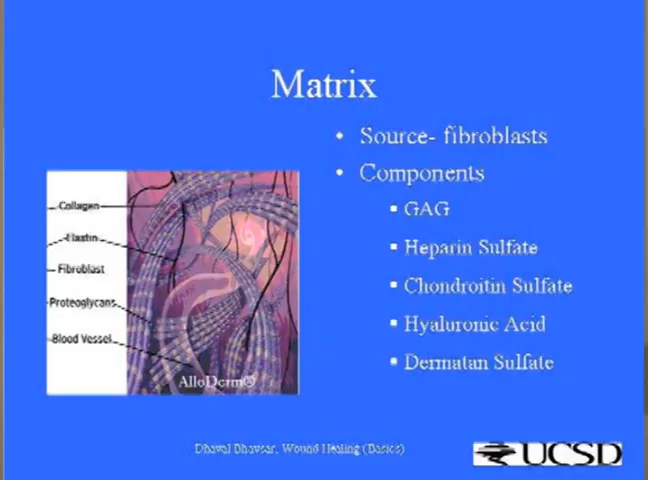 Matrix
• Source- fibroblasts
• Components
▪ GAG
▪ Heparin Sulfate
▪ Chondroitin Sulfate
▪ Hyaluronic Acid
▪ Dermatan Sulfate
Collagen
Elastin
Fibroblast
Proteoglycans
Blood Vessel
AlloDerm®
Dhaval Bhavsar, Wound Healing (Basics)
UCSD